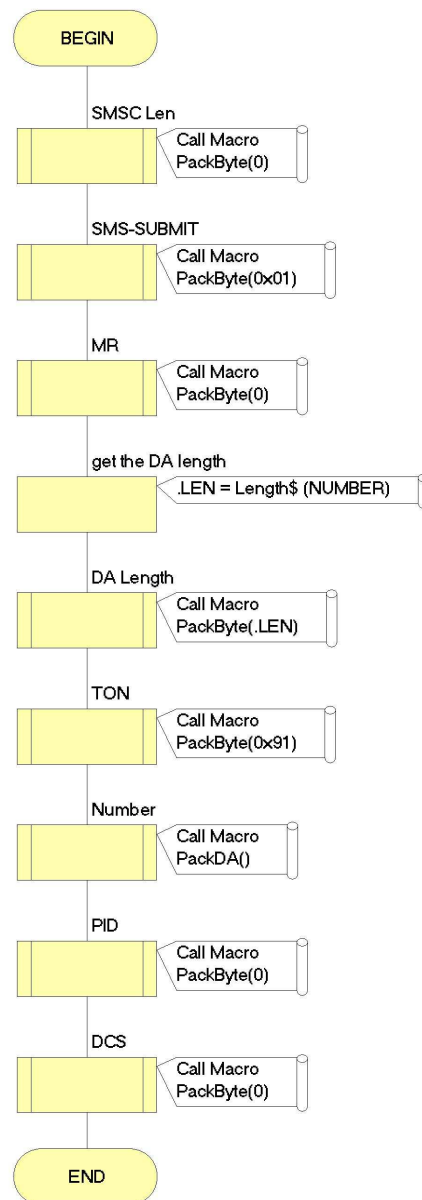 BEGIN
SMSC Len
Call Macro
PackByte(0)
SMS-SUBMIT
Call Macro
PackByte(0x01)
MR
Call Macro
PackByte(0)
get the DA length
.LEN = Length$ (NUMBER)
DA Length
Call Macro
PackByte(.LEN)
TON
Call Macro
PackByte(0x91)
Number
Call Macro
PackDA()
PID
Call Macro
PackByte(0)
DCS
Call Macro
PackByte(0)
END